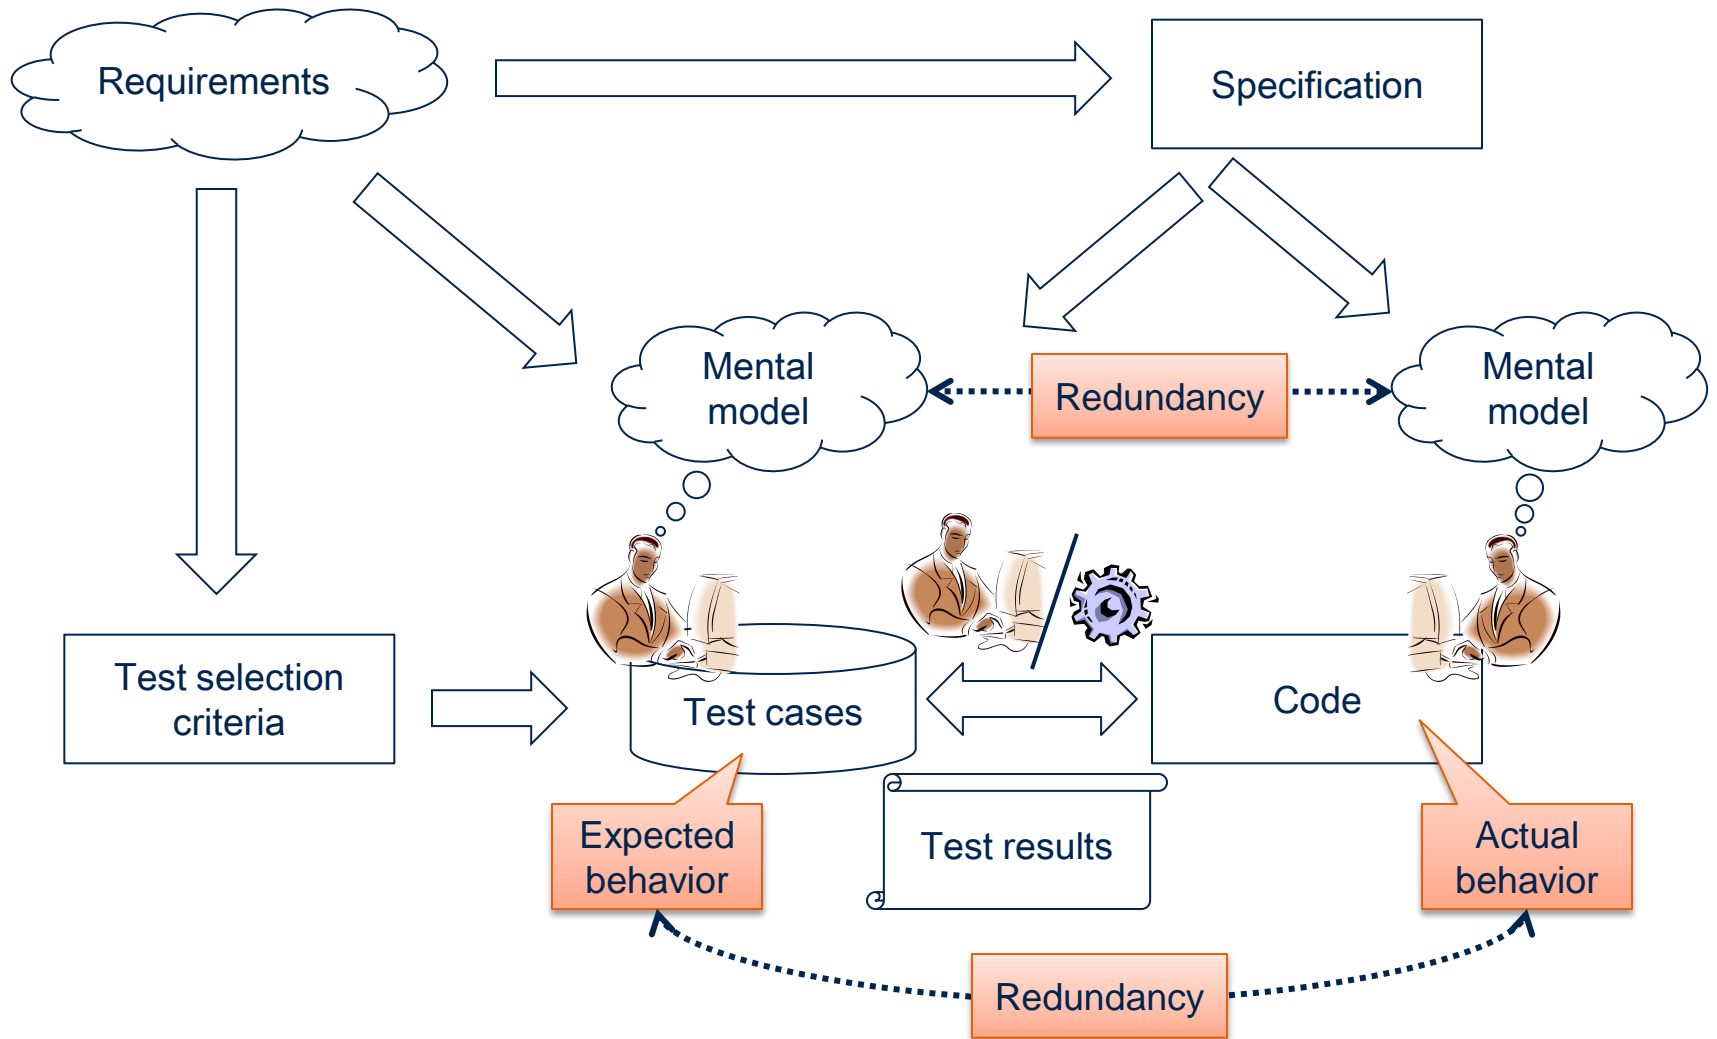 Requirements
Specification
Mental
model
Redundancy
Mental
model
Test selection
criteria
Test cases
Code
Expected
behavior
Test results
Actual
behavior
Redundancy